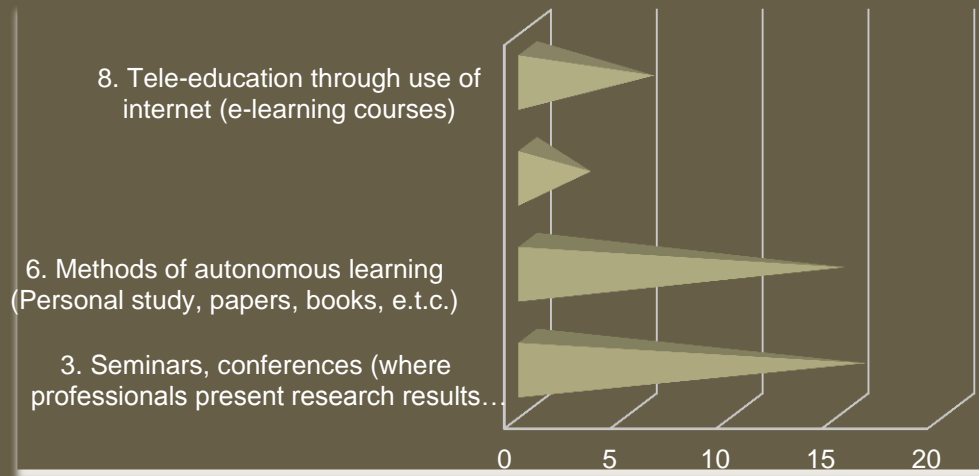 8. Tele-education through use of
internet (e-learning courses)
6. Methods of autonomous learning
(Personal study, papers, books, e.t.c.)
3. Seminars, conferences (where
professionals present research results…
0 5 10 15 20